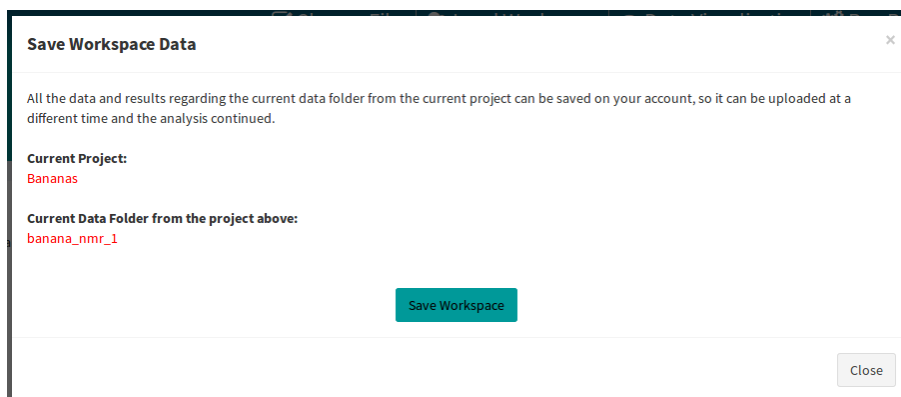 Save Workspace Data
×
All the data and results regarding the current data folder from the current project can be saved on your account, so it can be uploaded at a
different time and the analysis continued.
Current Project:
Bananas
Current Data Folder from the project above:
banana_nmr_1
Save Workspace
Close